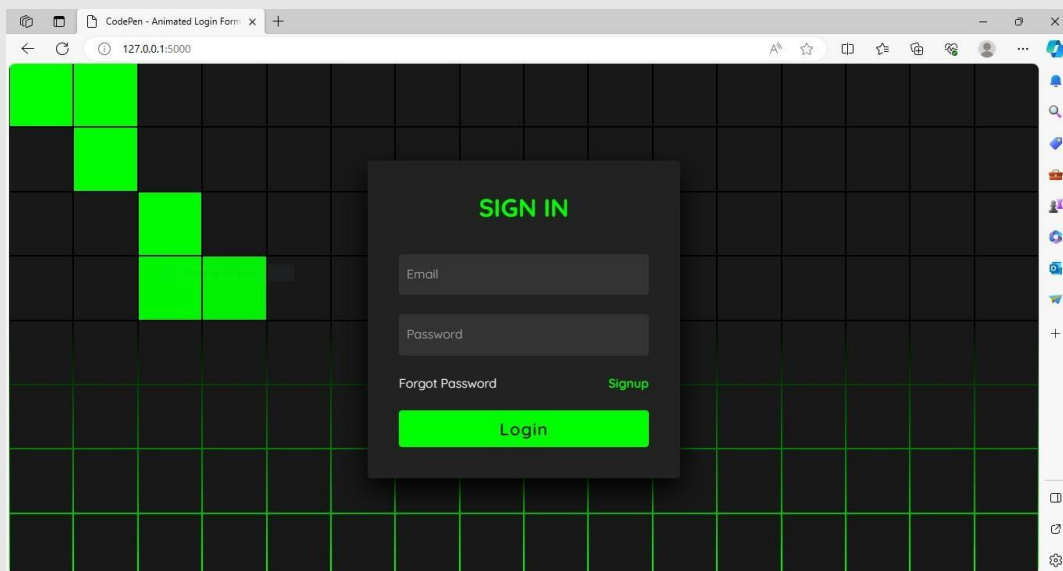 CodePen - Animated Login Form
127.0.0.1:5000
SIGN IN
Email
Password
Forgot Password Signup
Login